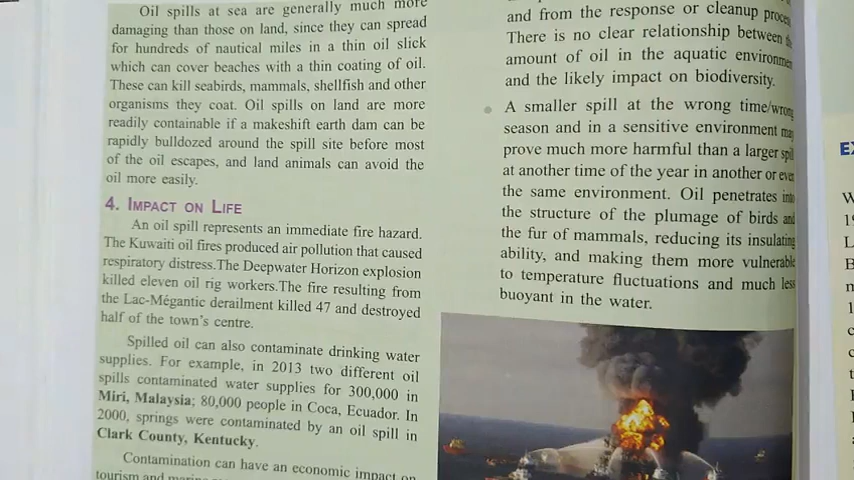 Oil spills at sea are generally much more
damaging than those on land, since they can spread
for hundreds of nautical miles in a thin oil slick
which can cover beaches with a thin coating of oil.
These can kill seabirds, mammals, shellfish and other
organisms they coat. Oil spills on land are more
readily containable if a makeshift earth dam can be
rapidly bulldozed around the spill site before most
of the oil escapes, and land animals can avoid the
oil more easily.
4. IMPACT ON LIFE
An oil spill represents an immediate fire hazard.
The Kuwaiti oil fires produced air pollution that caused
respiratory distress.The Deepwater Horizon explosion
killed eleven oil rig workers.The fire resulting from
the Lac-Mégantic derailment killed 47 and destroyed
half of the town's centre.
Spilled oil can also contaminate drinking water
supplies. For example, in 2013 two different oil
spills contaminated water supplies for 300,000 in
Miri, Malaysia; 80,000 people in Coca, Ecuador. In
2000, springs were contaminated by an oil spill in
Clark County, Kentucky.
Contamination can have an economic impact on
tourism and
and from the response or cleanup
There is no clear relationship between
amount of oil in the aquatic
and the likely impact on biodiversity.
• A smaller spill at the wrong time/wrong
season and in a sensitive environment
prove much more harmful than a larger
at another time of the year in another or
the same environment. Oil penetrates
the structure of the plumage of birds and
the fur of mammals, reducing its insulating
ability, and making them more vulnerable
to temperature fluctuations and much less
buoyant in the water.